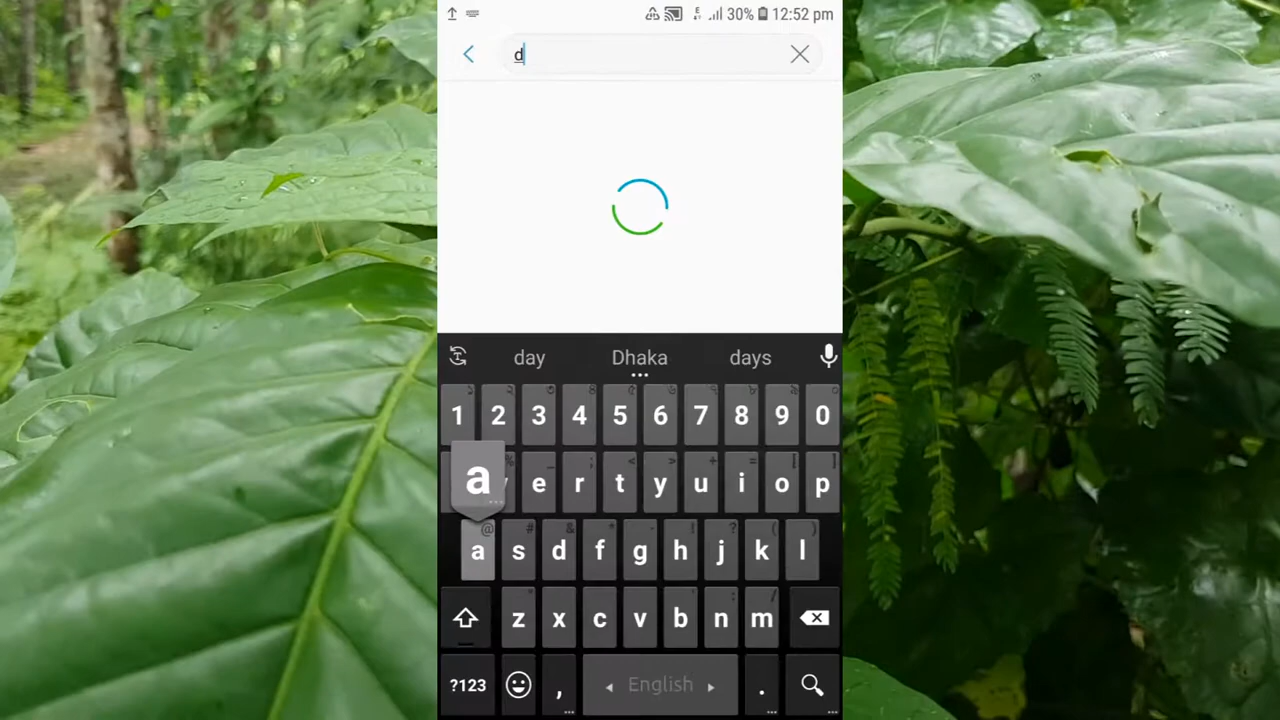 30% 12:52 pm
d
day Dhaka days
1 2 3 4 5 6 7 8 9 0
a
e r t y u i o p
a s d f g h j k l
z x c v b n m
?123 , English .